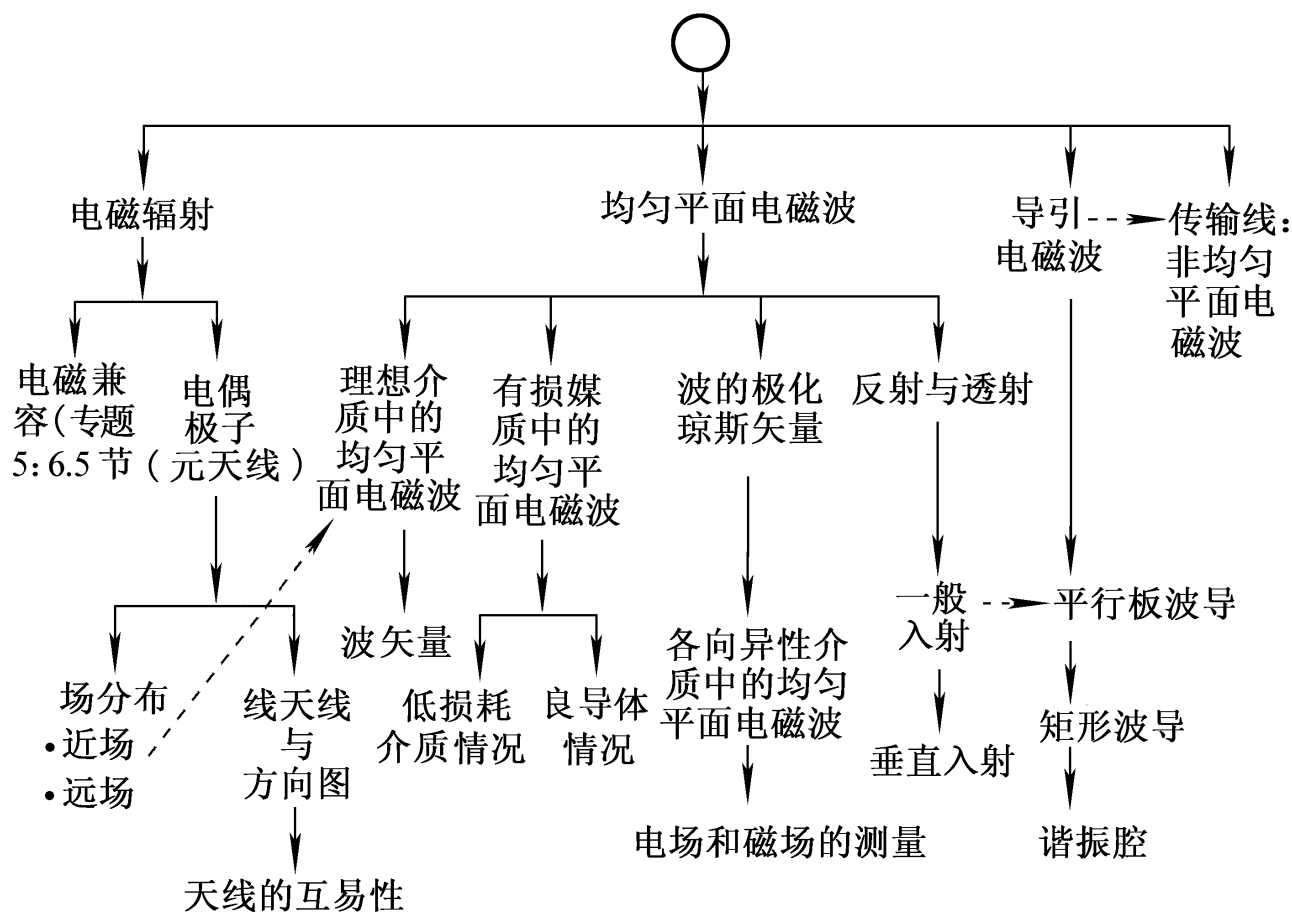 电磁辐射
均匀平面电磁波
导引
电磁波
传输线：
非均匀
平面电
磁波
电磁兼
容（专题
5: 6.5节
电偶
极子
（元天线）
理想介
质中的
均匀平
面电磁波
有损媒
质中的
均匀平
面电磁波
波的极化
琼斯矢量
反射与透射
场分布
•近场
•远场
线天线
与
方向图
天线的互易性
波矢量
低损耗
介质情况
良导体
情况
各向异性介
质中的均匀
平面电磁波
电场和磁场的测量
一般
入射
垂直入射
平行板波导
矩形波导
谐振腔